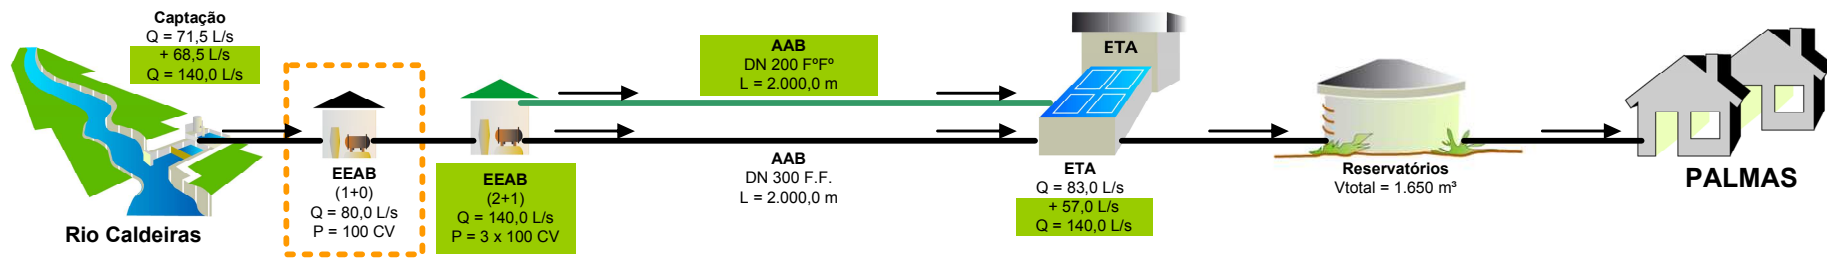 Captação
Q = 71,5 L/s
+ 68,5 L/s
Q = 140,0 L/s
Rio Caldeiras
EEAB
(1+0)
Q = 80,0 L/s
P = 100 CV
EEAB
(2+1)
Q = 140,0 L/s
P = 3 x 100 CV
AAB
DN 200 FºFº
L = 2.000,0 m
AAB
DN 300 F.F.
L = 2.000,0 m
ETA
ETA
Q = 83,0 L/s
+ 57,0 L/s
Q = 140,0 L/s
Reservatórios
Vtotal = 1.650 m³
PALMAS